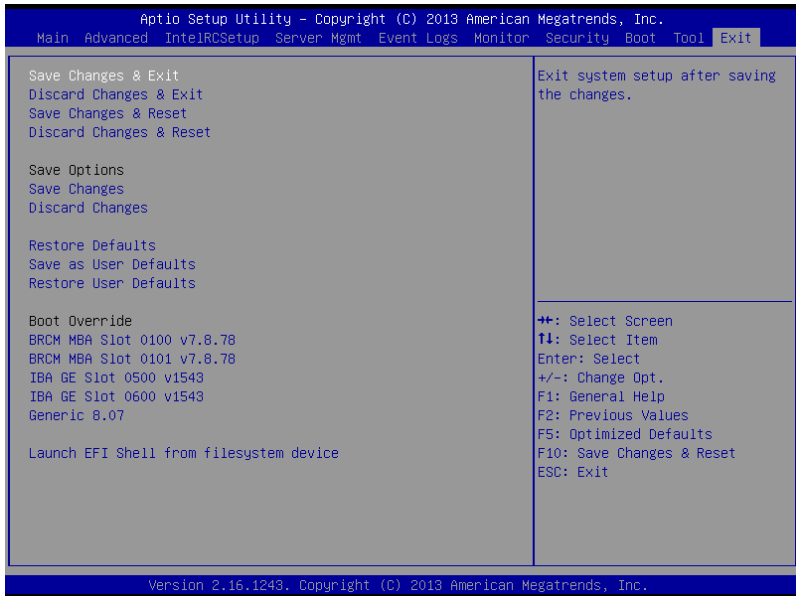 Aptio Setup Utility – Copyright (C) 2013 American Megatrends, Inc.
Main Advanced IntelRCSetup Server Mgmt Event Logs Monitor Security Boot Tool Exit
Save Changes & Exit
Discard Changes & Exit
Save Changes & Reset
Discard Changes & Reset
Save Options
Save Changes
Discard Changes
Restore Defaults
Save as User Defaults
Restore User Defaults
Boot Override
BRCM MBA Slot 0100 v7.8.78
BRCM MBA Slot 0101 v7.8.78
IBA GE Slot 0500 v1543
IBA GE Slot 0600 v1543
Generic 8.07
Launch EFI Shell from filesystem device
Exit system setup after saving
the changes.
→←: Select Screen
↑↓: Select Item
Enter: Select
+/-: Change Opt.
F1: General Help
F2: Previous Values
F5: Optimized Defaults
F10: Save Changes & Reset
ESC: Exit
Version 2.16.1243. Copyright (C) 2013 American Megatrends, Inc.